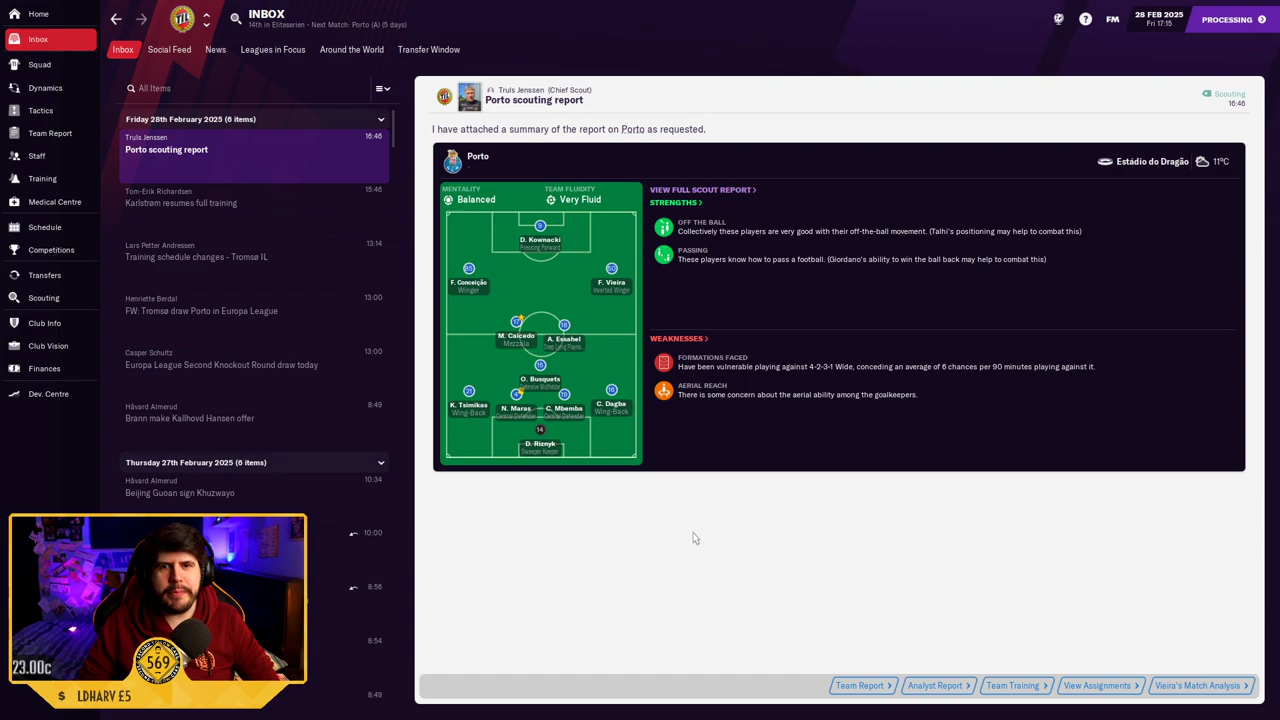 Home
Inbox
Squad
Dynamics
Tactics
Team Report
Staff
Training
Medical Centre
Schedule
Competitions
Transfers
Scouting
Club Info
Club Vision
Finances
Dev. Centre
TIL
INBOX
14th in Eliteserien - Next Match: Porto (A) (5 days)
FM
28 FEB 2025
Fri 17:15
PROCESSING
Inbox Social Feed News Leagues in Focus Around the World Transfer Window
All Items
Friday 28th February 2025 (6 items)
Truls Jenssen 16:46
Porto scouting report
Tom-Erik Richardsen 15:46
Karlstrøm resumes full training
Lars Petter Andressen 13:14
Training schedule changes - Tromsø IL
Henriette Berdal 13:00
FW: Tromsø draw Porto in Europa League
Casper Schultz 13:00
Europa League Second Knockout Round draw today
Håvard Almerud 8:49
Brann make Kallhovd Hansen offer
Thursday 27th February 2025 (6 items)
Håvard Almerud 10:34
Beijing Guoan sign Khuzwayo
10:00
8:56
8:54
8:49
Truls Jenssen (Chief Scout)
Porto scouting report
Scouting
16:46
I have attached a summary of the report on Porto as requested.
Porto
-
Estádio do Dragão 11°C
MENTALITY
Balanced
TEAM FLUIDITY
Very Fluid
9
D. Kownacki
Pressing Forward
F. Conceição
Winger
50
F. Vieira
Inverted Winger
17
M. Caicedo
Mezzala
18
A. Essahel
15
O. Busquets
Defensive Midfielder
K. Tsimikas
Wing-Back
4
N. Maras
Central Defender
19
C. Mbemba
Central Defender
C. Dagba
Wing-Back
14
D. Riznyk
Sweeper Keeper
VIEW FULL SCOUT REPORT >
STRENGTHS >
OFF THE BALL
Collectively these players are very good with their off-the-ball movement. (Talhi's positioning may help to combat this)
PASSING
These players know how to pass a football. (Giordano's ability to win the ball back may help to combat this)
WEAKNESSES >
FORMATIONS FACED
Have been vulnerable playing against 4-2-3-1 Wide, conceding an average of 6 chances per 90 minutes playing against it.
AERIAL REACH
There is some concern about the aerial ability among the goalkeepers.
Team Report > Analyst Report > Team Training > View Assignments > Vieira's Match Analysis >
23.00c
569
$ LDHARY £5